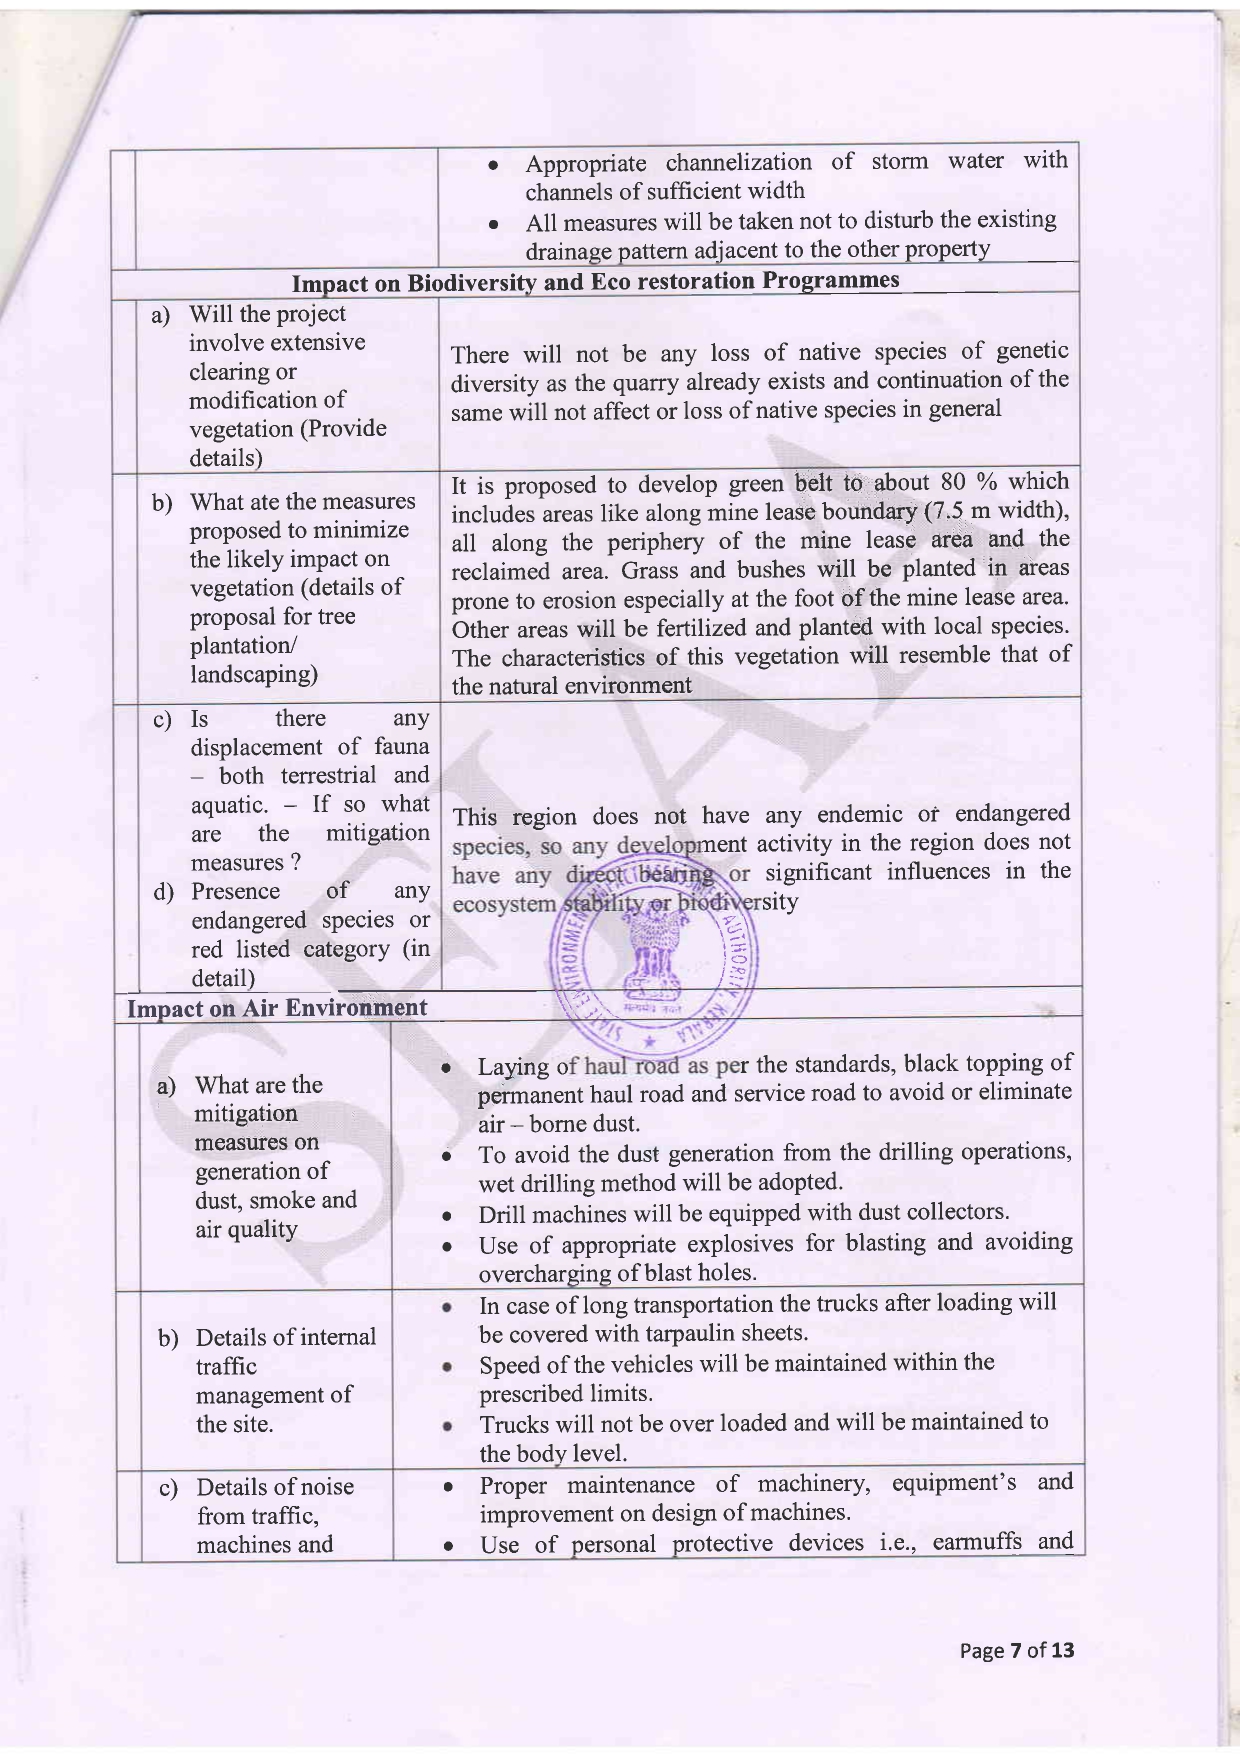 • Appropriate channelization of storm water with
channels of sufficient width
• All measures will be taken not to disturb the existing
drainage pattern adjacent to the other property
Impact on Biodiversity and Eco restoration Programmes
a) Will the project
involve extensive
clearing or
modification of
vegetation (Provide
details)
There will not be any loss of native species of genetic
diversity as the quarry already exists and continuation of the
same will not affect or loss of native species in general
b) What ate the measures
proposed to minimize
the likely impact on
vegetation (details of
proposal for tree
plantation/
landscaping)
It is proposed to develop green belt to about 80 % which
includes areas like along mine lease boundary (7.5 m width),
all along the periphery of the mine lease area and the
reclaimed area. Grass and bushes will be planted in areas
prone to erosion especially at the foot of the mine lease area.
Other areas will be fertilized and planted with local species.
The characteristics of this vegetation will resemble that of
the natural environment
c) Is there any
displacement of fauna
– both terrestrial and
aquatic. – If so what
are the mitigation
measures ?
d) Presence of any
endangered species or
red listed category (in
detail)
This region does not have any endemic or endangered
species, so any development activity in the region does not
have any direct bearing or significant influences in the
ecosystem stability or biodiversity
Impact on Air Environment
a) What are the
mitigation
measures on
generation of
dust, smoke and
air quality
• Laying of haul road as per the standards, black topping of
permanent haul road and service road to avoid or eliminate
air – borne dust.
• To avoid the dust generation from the drilling operations,
wet drilling method will be adopted.
• Drill machines will be equipped with dust collectors.
• Use of appropriate explosives for blasting and avoiding
overcharging of blast holes.
b) Details of internal
traffic
management of
the site.
• In case of long transportation the trucks after loading will
be covered with tarpaulin sheets.
• Speed of the vehicles will be maintained within the
prescribed limits.
• Trucks will not be over loaded and will be maintained to
the body level.
c) Details of noise
from traffic,
machines and
• Proper maintenance of machinery, equipment's and
improvement on design of machines.
• Use of personal protective devices i.e., earmuffs and
SEIAA
STATE ENVIRONMENT IMPACT ASSESSMENT AUTHORITY, KERALA
Page 7 of 13